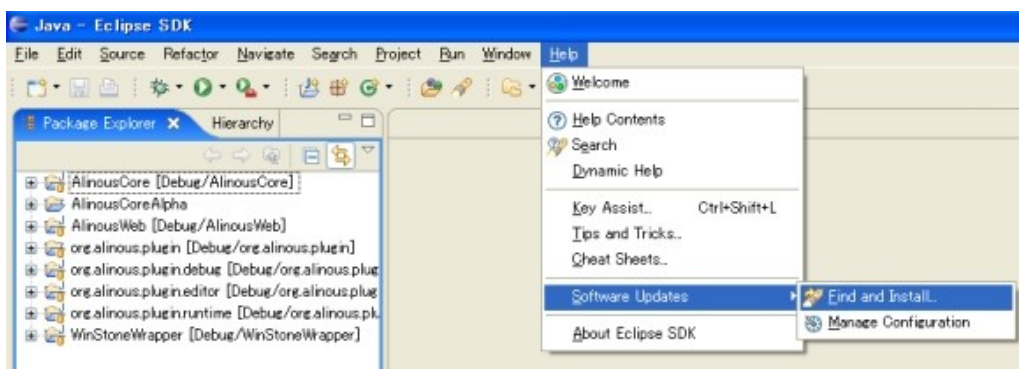 Java - Eclipse SDK
File Edit Source Refactor Navigate Search Project Run Window Help
Welcome
Package Explorer Hierarchy
Help Contents
Search
Dynamic Help
AlinousCore [Debug/AlinousCore]
AlinousCoreAlpha
Key Assist... Ctrl+Shift+L
AlinousWeb [Debug/AlinousWeb]
Tips and Tricks...
org.alinous.plugin [Debug/org.alinous.plugin]
Cheat Sheets...
org.alinous.plugin.debug [Debug/org.alinous.plug
org.alinous.plugin.editor [Debug/org.alinous.plug
Software Updates Find and Install...
org.alinous.plugin.runtime [Debug/org.alinous.pl
Manage Configuration
WinStoneWrapper [Debug/WinStoneWrapper]
About Eclipse SDK